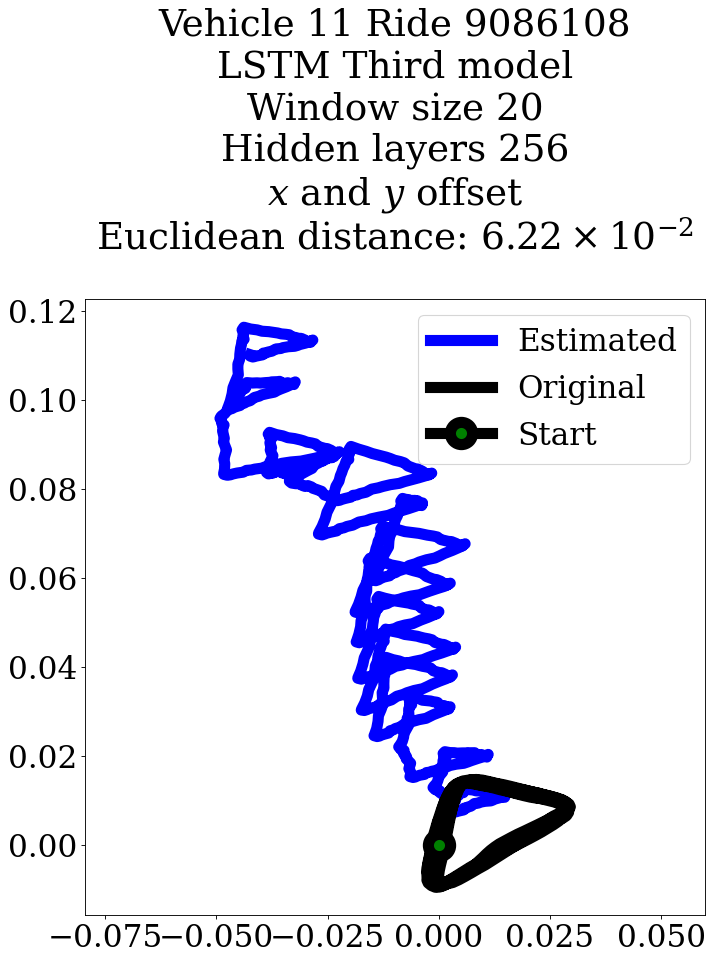 Vehicle 11 Ride 9086108
LSTM Third model
Window size 20
Hidden layers 256
x and y offset
Euclidean distance: 6.22 × 10⁻²
0.12
0.10
0.08
0.06
0.04
0.02
0.00
Estimated
Original
Start
−0.075 −0.050 −0.025 0.000 0.025 0.050